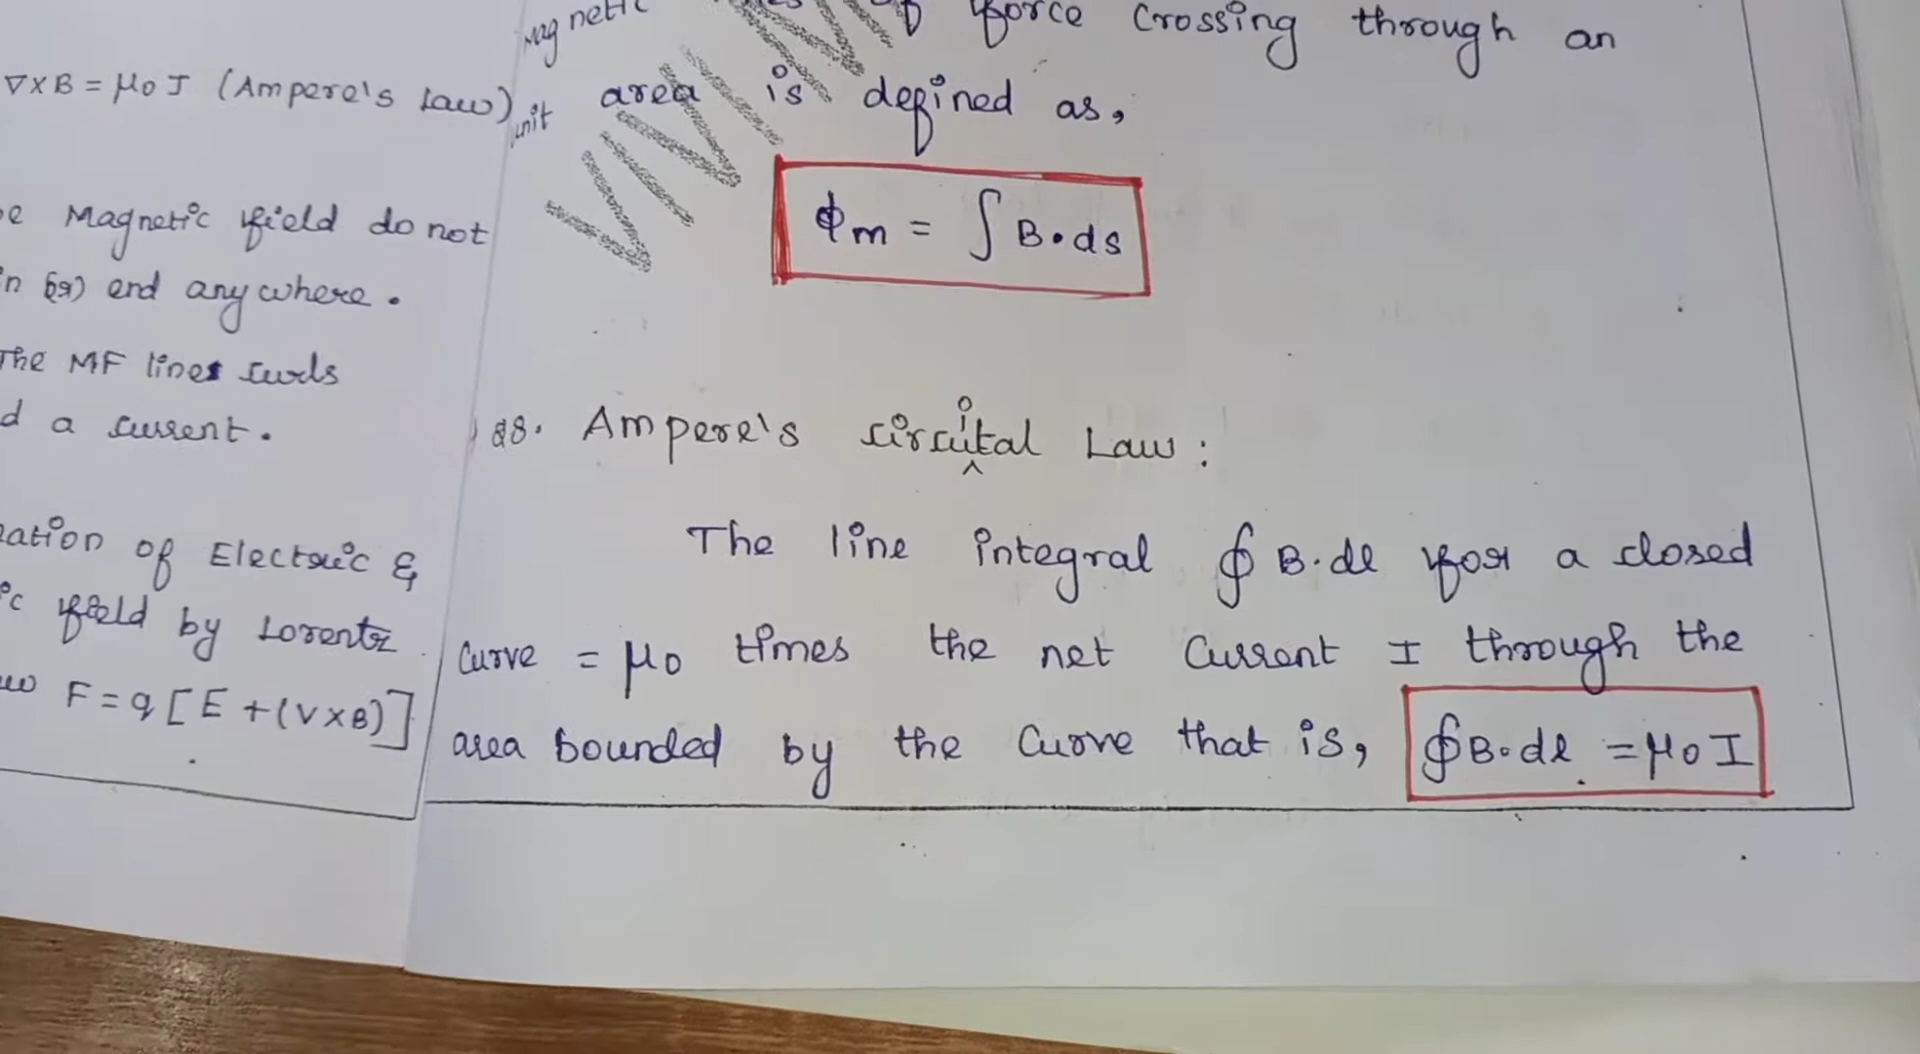 ∇×B = μ0 J (Ampere's Law)
Magnetic field do not
end any where.
The MF lines curls
a current.
of Electric &
field by Lorentz
F = q [E + (V×B)]
Magnetic
force crossing through an
unit area is defined as,
ϕm = ∫ B.ds
28. Ampere's circuital Law:
The line integral ∮ B.dl for a closed
curve = μ0 times the net current I through the
area bounded by the curve that is, ∮B.dl = μ0 I